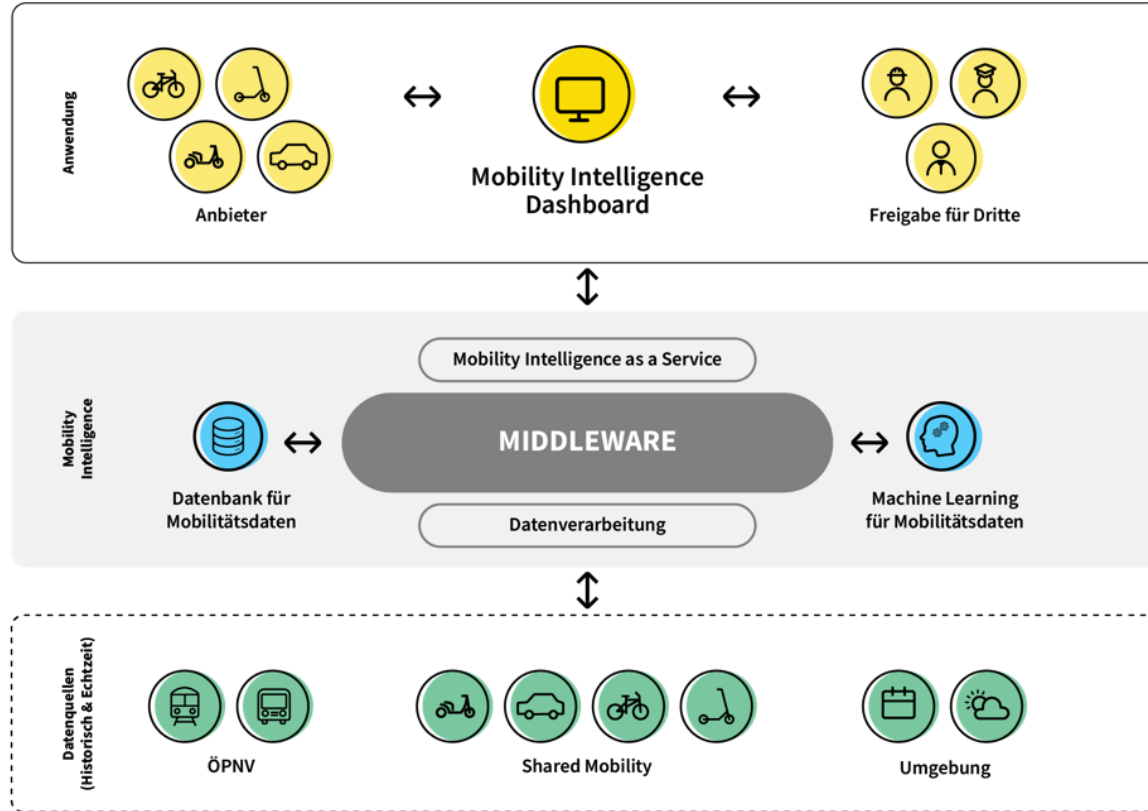 Anwendung
Anbieter
Mobility Intelligence
Dashboard
Freigabe für Dritte
Mobility
Intelligence
Mobility Intelligence as a Service
MIDDLEWARE
Datenverarbeitung
Datenbank für
Mobilitätsdaten
Machine Learning
für Mobilitätsdaten
Datenquellen
(Historisch & Echtzeit)
ÖPNV
Shared Mobility
Umgebung